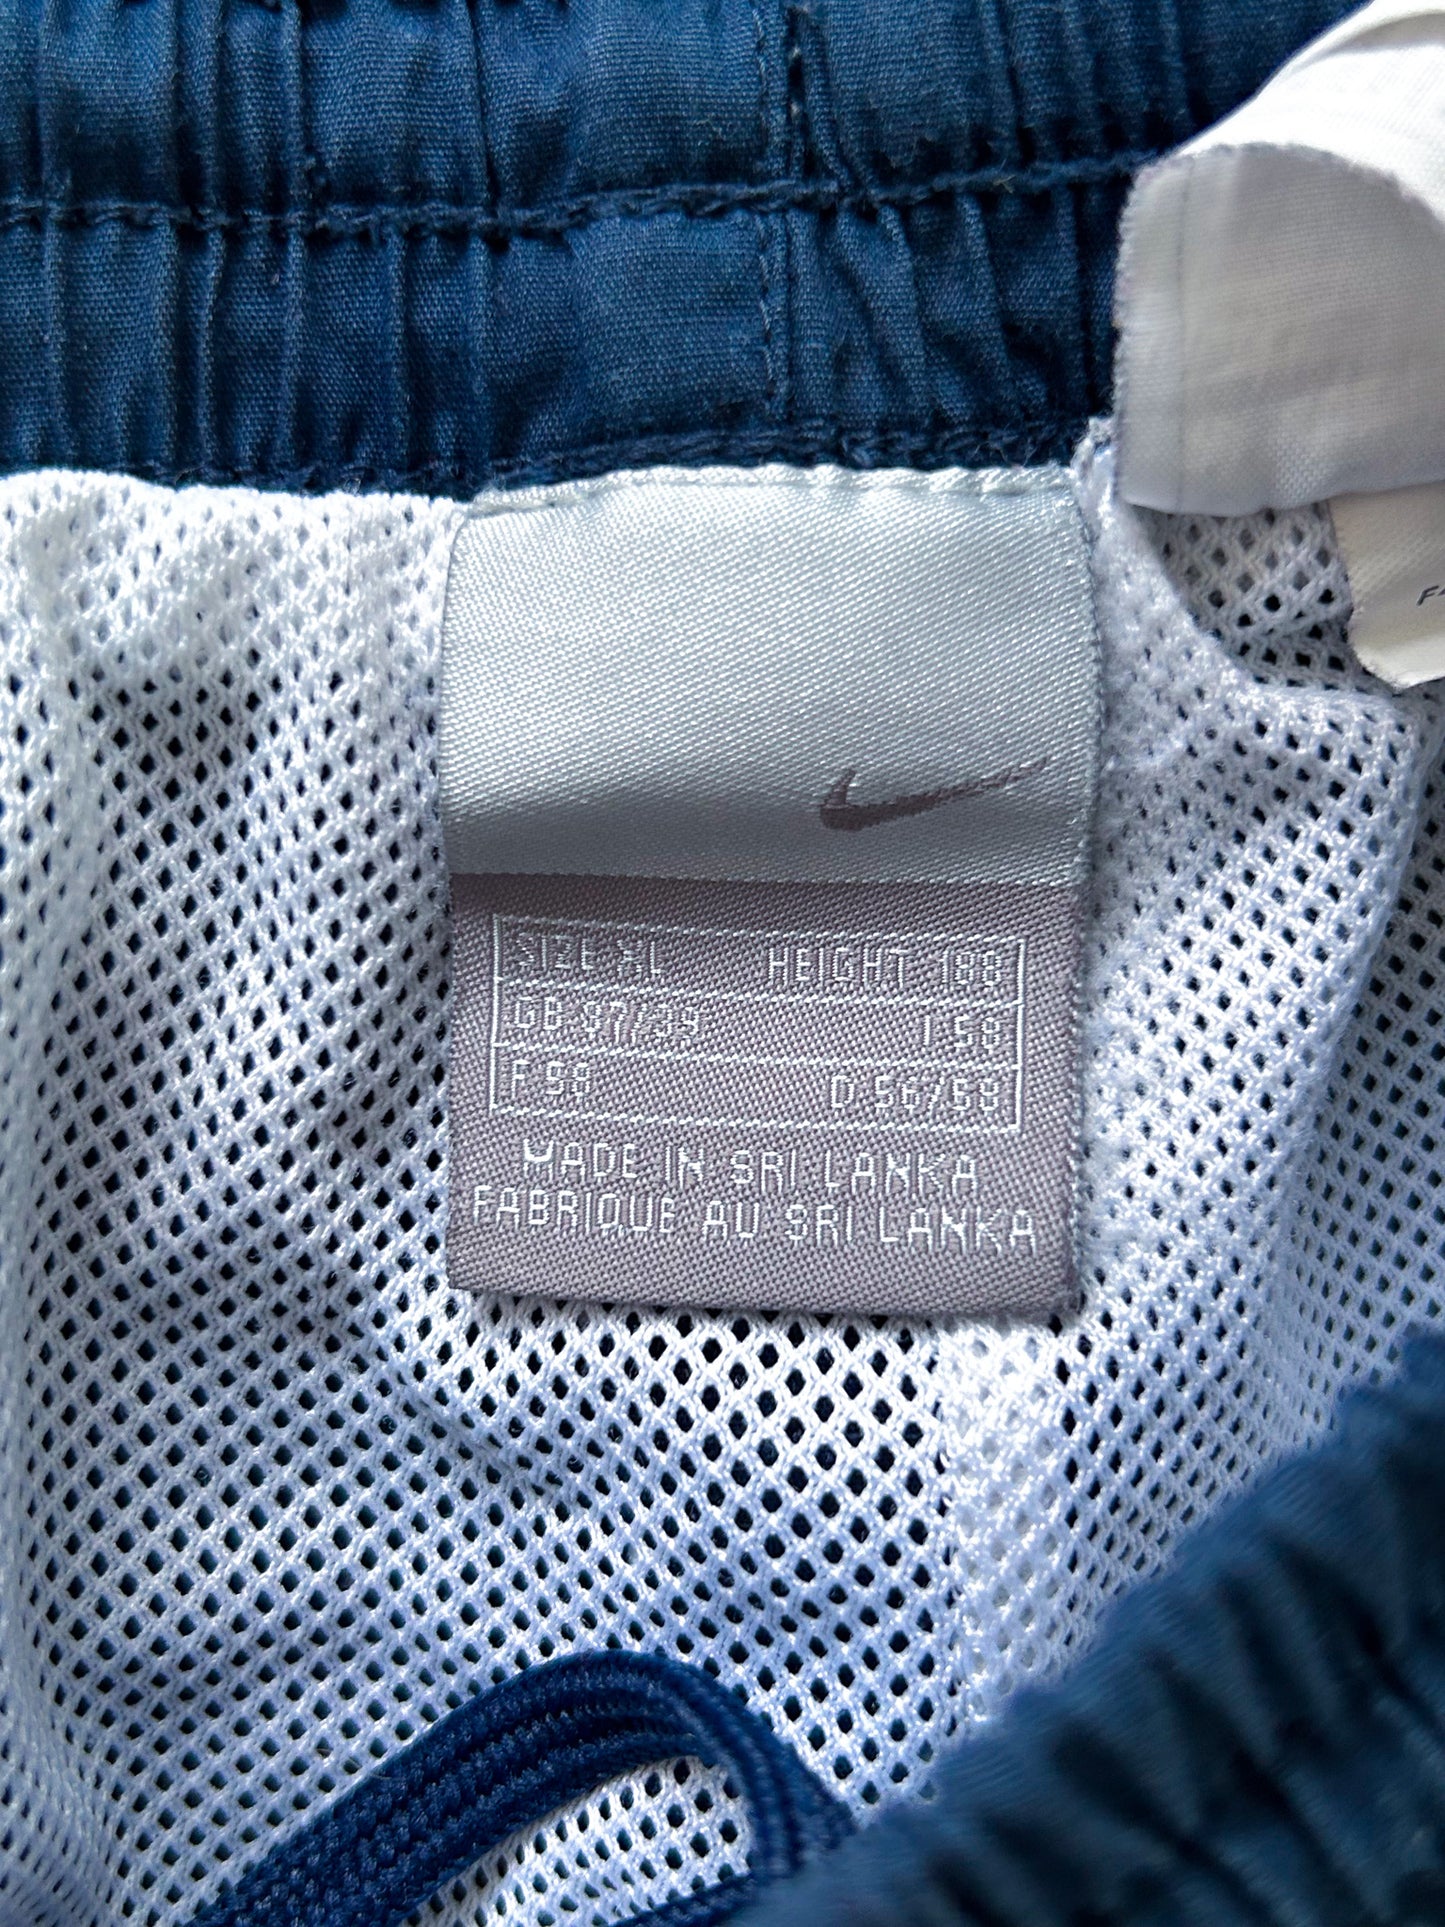 SIZE XL HEIGHT 188
GB 37/39 I 58
F 58 D 56/58
MADE IN SRI LANKA
FABRIQUE AU SRI LANKA